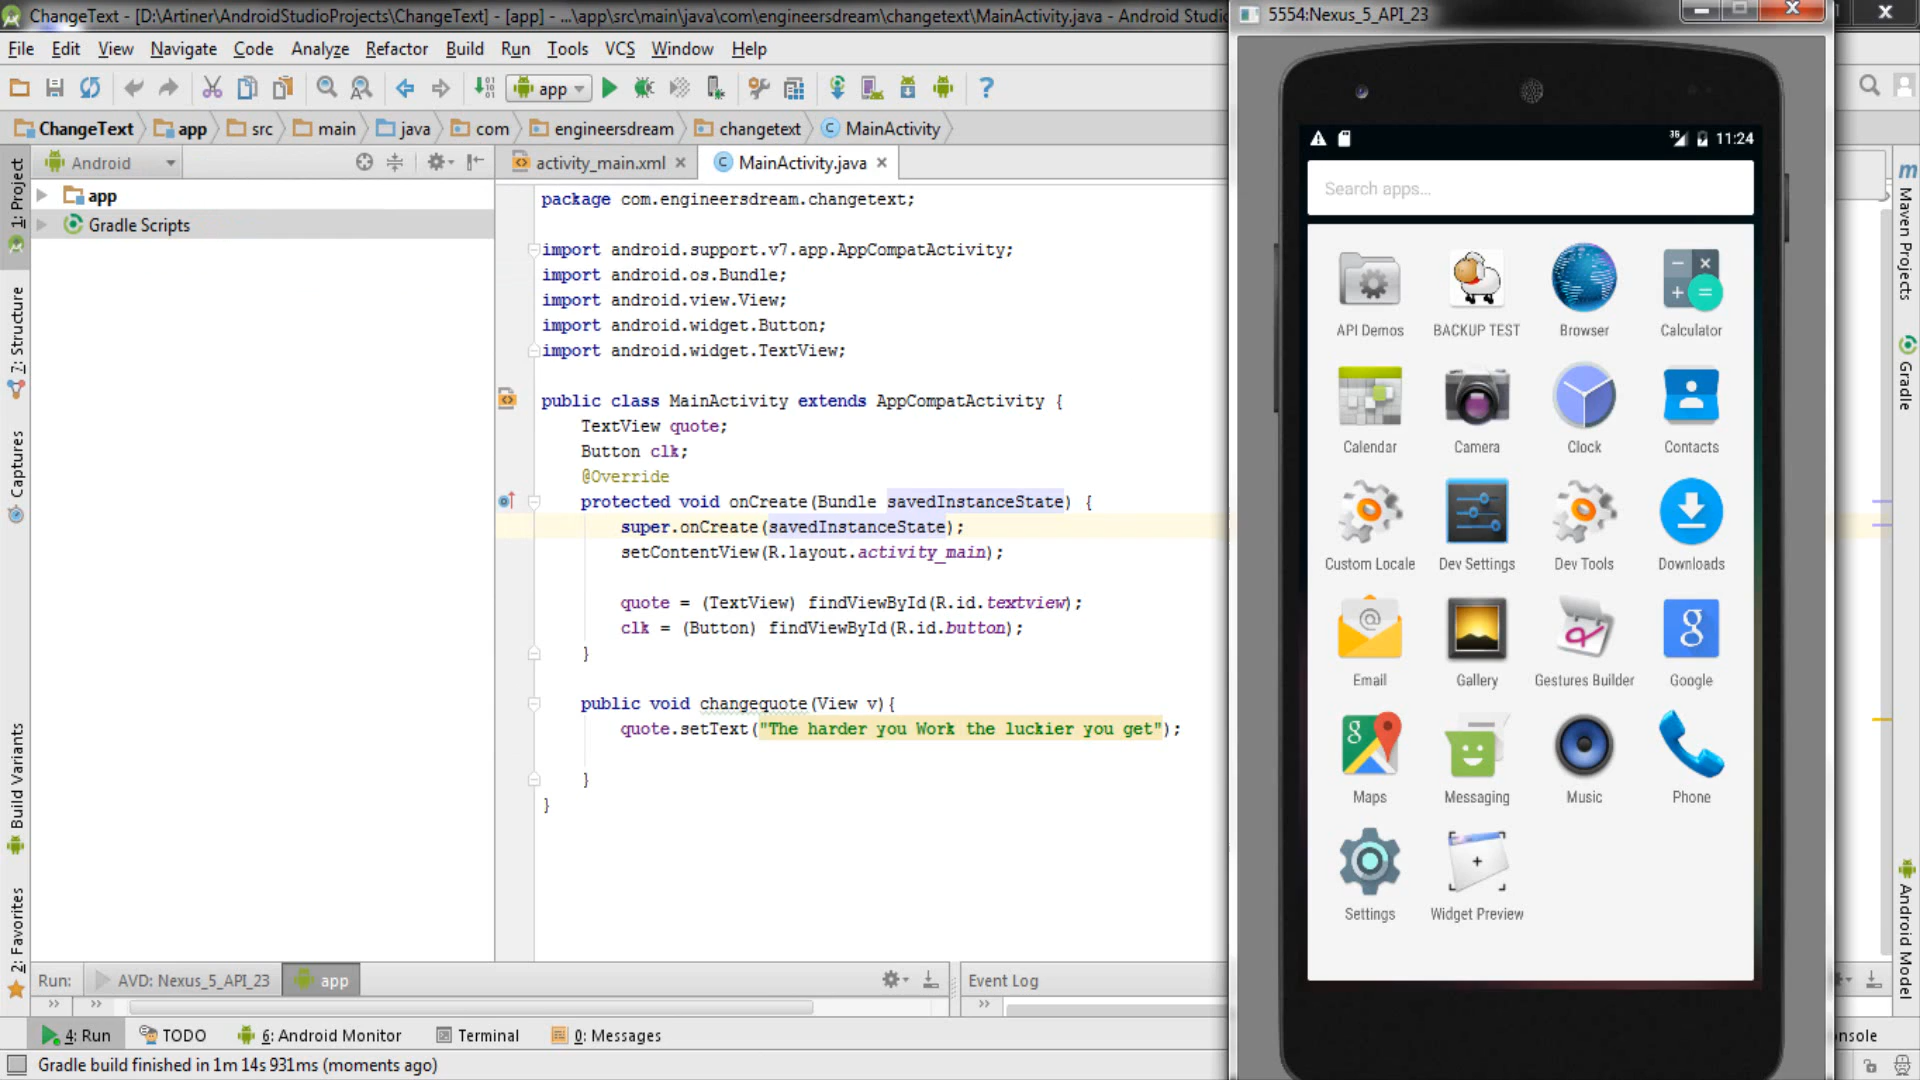 ChangeText - [D:\Artiner\AndroidStudioProjects\ChangeText] - [app] - ...\app\src\main\java\com\engineersdream\changetext\MainActivity.java - Android Studio
File Edit View Navigate Code Analyze Refactor Build Run Tools VCS Window Help
app
ChangeText app src main java com engineersdream changetext MainActivity
Android
activity_main.xml
MainActivity.java
1: Project
7: Structure
Captures
Build Variants
2: Favorites
app
Gradle Scripts
package com.engineersdream.changetext;
import android.support.v7.app.AppCompatActivity;
import android.os.Bundle;
import android.view.View;
import android.widget.Button;
import android.widget.TextView;
public class MainActivity extends AppCompatActivity {
TextView quote;
Button clk;
@Override
protected void onCreate(Bundle savedInstanceState) {
super.onCreate(savedInstanceState);
setContentView(R.layout.activity_main);
quote = (TextView) findViewById(R.id.textview);
clk = (Button) findViewById(R.id.button);
}
public void changequote(View v){
quote.setText("The harder you Work the luckier you get");
}
}
Run: AVD: Nexus_5_API_23 app
Event Log
4: Run TODO 6: Android Monitor Terminal 0: Messages
Gradle build finished in 1m 14s 931ms (moments ago)
5554:Nexus_5_API_23
36 11:24
Search apps...
API Demos BACKUP TEST Browser Calculator
Calendar Camera Clock Contacts
Custom Locale Dev Settings Dev Tools Downloads
Email Gallery Gestures Builder Google
Maps Messaging Music Phone
Settings Widget Preview
Maven Projects
Gradle
Android Model
nsole